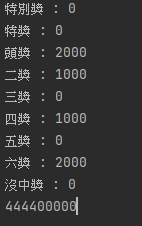 特別獎 : 0
特獎 : 0
頭獎 : 2000
二獎 : 1000
三獎 : 0
四獎 : 1000
五獎 : 0
六獎 : 2000
沒中獎 : 0
444400000